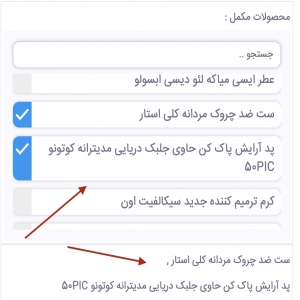 محصولات مکمل :
جستجو ..
عطر ایسی میاکه لئو دیسی ابسولو
ست ضد چروک مردانه کلی استار
پد آرایش پاک کن حاوی جلبک دریایی مدیترانه کوتونو
50PIC
کرم ترمیم کننده جدید سیکالفیت اون
ست ضد چروک مردانه کلی استار ,
پد آرایش پاک کن حاوی جلبک دریایی مدیترانه کوتونو 50PIC